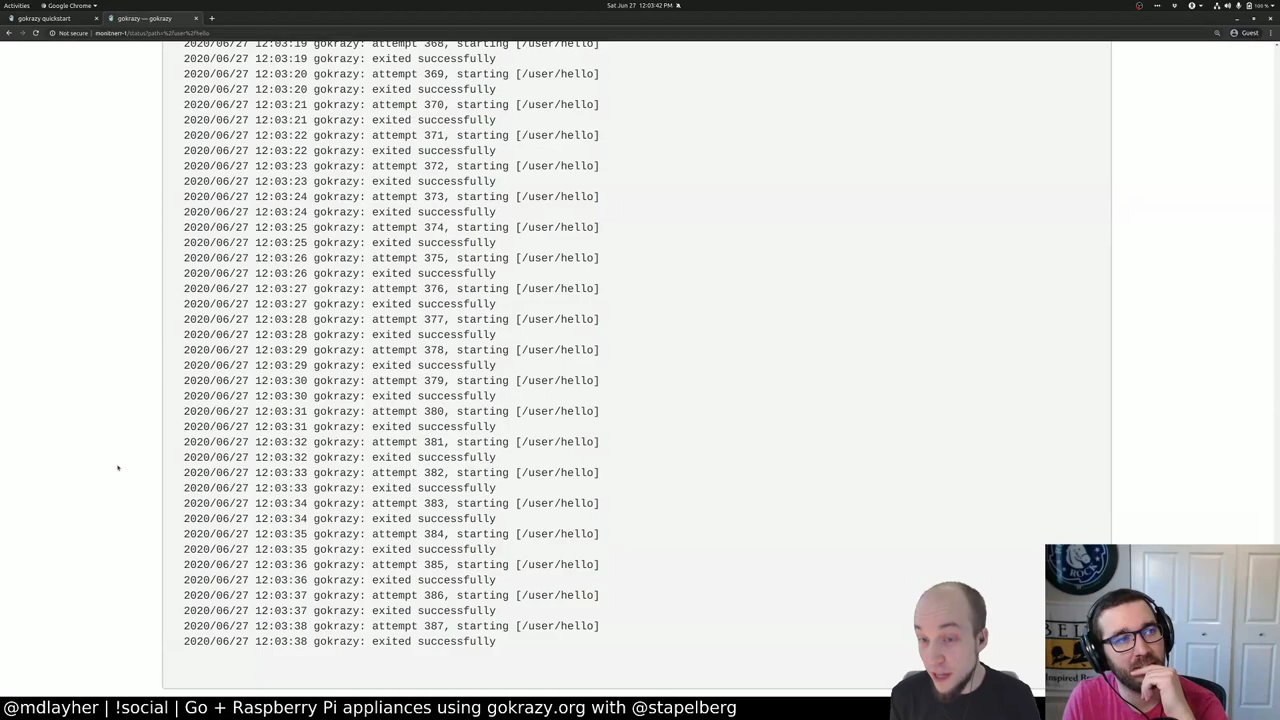 Activities
Google Chrome
Sat Jun 27 12:03:42 PM
100 %
gokrazy quickstart
gokrazy — gokrazy
Not secure
monitnerr-1/status?path=%2fuser%2fhello
Guest
2020/06/27 12:03:19 gokrazy: attempt 368, starting [/user/hello]
2020/06/27 12:03:19 gokrazy: exited successfully
2020/06/27 12:03:20 gokrazy: attempt 369, starting [/user/hello]
2020/06/27 12:03:20 gokrazy: exited successfully
2020/06/27 12:03:21 gokrazy: attempt 370, starting [/user/hello]
2020/06/27 12:03:21 gokrazy: exited successfully
2020/06/27 12:03:22 gokrazy: attempt 371, starting [/user/hello]
2020/06/27 12:03:22 gokrazy: exited successfully
2020/06/27 12:03:23 gokrazy: attempt 372, starting [/user/hello]
2020/06/27 12:03:23 gokrazy: exited successfully
2020/06/27 12:03:24 gokrazy: attempt 373, starting [/user/hello]
2020/06/27 12:03:24 gokrazy: exited successfully
2020/06/27 12:03:25 gokrazy: attempt 374, starting [/user/hello]
2020/06/27 12:03:25 gokrazy: exited successfully
2020/06/27 12:03:26 gokrazy: attempt 375, starting [/user/hello]
2020/06/27 12:03:26 gokrazy: exited successfully
2020/06/27 12:03:27 gokrazy: attempt 376, starting [/user/hello]
2020/06/27 12:03:27 gokrazy: exited successfully
2020/06/27 12:03:28 gokrazy: attempt 377, starting [/user/hello]
2020/06/27 12:03:28 gokrazy: exited successfully
2020/06/27 12:03:29 gokrazy: attempt 378, starting [/user/hello]
2020/06/27 12:03:29 gokrazy: exited successfully
2020/06/27 12:03:30 gokrazy: attempt 379, starting [/user/hello]
2020/06/27 12:03:30 gokrazy: exited successfully
2020/06/27 12:03:31 gokrazy: attempt 380, starting [/user/hello]
2020/06/27 12:03:31 gokrazy: exited successfully
2020/06/27 12:03:32 gokrazy: attempt 381, starting [/user/hello]
2020/06/27 12:03:32 gokrazy: exited successfully
2020/06/27 12:03:33 gokrazy: attempt 382, starting [/user/hello]
2020/06/27 12:03:33 gokrazy: exited successfully
2020/06/27 12:03:34 gokrazy: attempt 383, starting [/user/hello]
2020/06/27 12:03:34 gokrazy: exited successfully
2020/06/27 12:03:35 gokrazy: attempt 384, starting [/user/hello]
2020/06/27 12:03:35 gokrazy: exited successfully
2020/06/27 12:03:36 gokrazy: attempt 385, starting [/user/hello]
2020/06/27 12:03:36 gokrazy: exited successfully
2020/06/27 12:03:37 gokrazy: attempt 386, starting [/user/hello]
2020/06/27 12:03:37 gokrazy: exited successfully
2020/06/27 12:03:38 gokrazy: attempt 387, starting [/user/hello]
2020/06/27 12:03:38 gokrazy: exited successfully
ROCK
BEL
Inspired Br
@mdlayher | !social | Go + Raspberry Pi appliances using gokrazy.org with @stapelberg